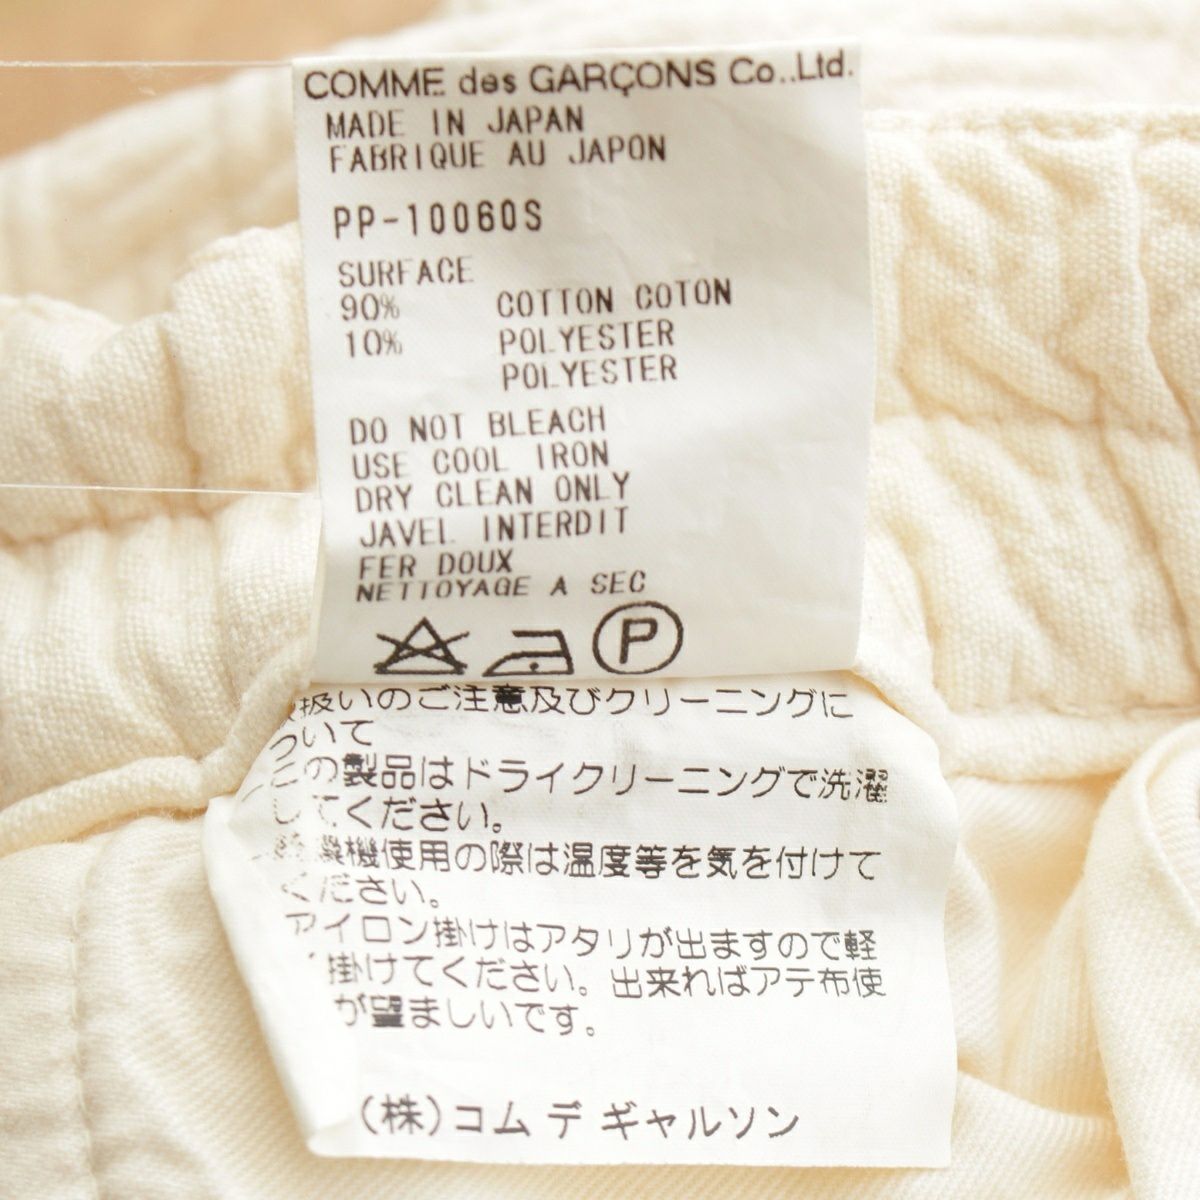 COMME des GARÇONS Co..Ltd.
MADE IN JAPAN
FABRIQUE AU JAPON
PP-10060S
SURFACE
90% COTTON COTON
10% POLYESTER
POLYESTER
DO NOT BLEACH
USE COOL IRON
DRY CLEAN ONLY
JAVEL INTERDIT
FER DOUX
NETTOYAGE A SEC
P
扱いのご注意及びクリーニングに
ついて
この製品はドライクリーニングで洗濯
してください。
機使用の際は温度等を気を付けて
ください。
アイロン掛けはアタリが出ますので軽
掛けてください。出来ればアテ布使
が望ましいです。
(株)コム デ ギャルソン